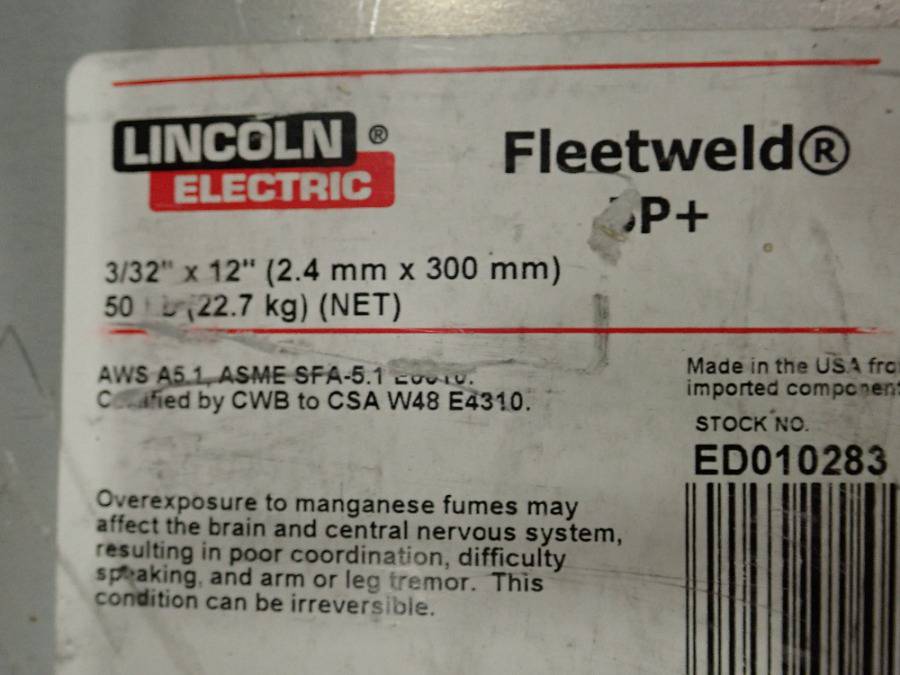 LINCOLN ®
ELECTRIC
Fleetweld®
P+
3/32" x 12" (2.4 mm x 300 mm)
50 (22.7 kg) (NET)
AWS A5.1, ASME SFA-5.1
by CWB to CSA W48 E4310.
Made in the USA
imported
STOCK NO.
ED010283
Overexposure to manganese fumes may
affect the brain and central nervous system,
resulting in poor coordination, difficulty
speaking, and arm or leg tremor. This
condition can be irreversible.